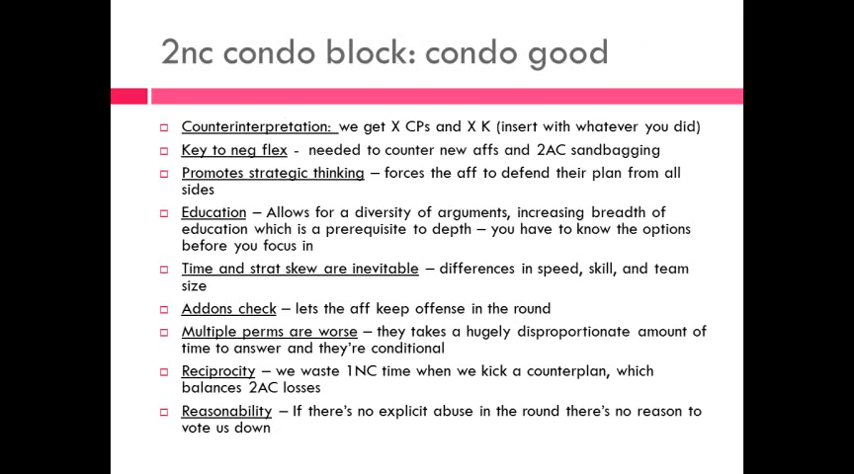 2nc condo block: condo good
Counterinterpretation: we get X CPs and X K (insert with whatever you did)
Key to neg flex - needed to counter new affs and 2AC sandbagging
Promotes strategic thinking – forces the aff to defend their plan from all
sides
Education – Allows for a diversity of arguments, increasing breadth of
education which is a prerequisite to depth – you have to know the options
before you focus in
Time and strat skew are inevitable – differences in speed, skill, and team
size
Addons check – lets the aff keep offense in the round
Multiple perms are worse – they takes a hugely disproportionate amount of
time to answer and they're conditional
Reciprocity – we waste 1NC time when we kick a counterplan, which
balances 2AC losses
Reasonability – If there's no explicit abuse in the round there's no reason to
vote us down